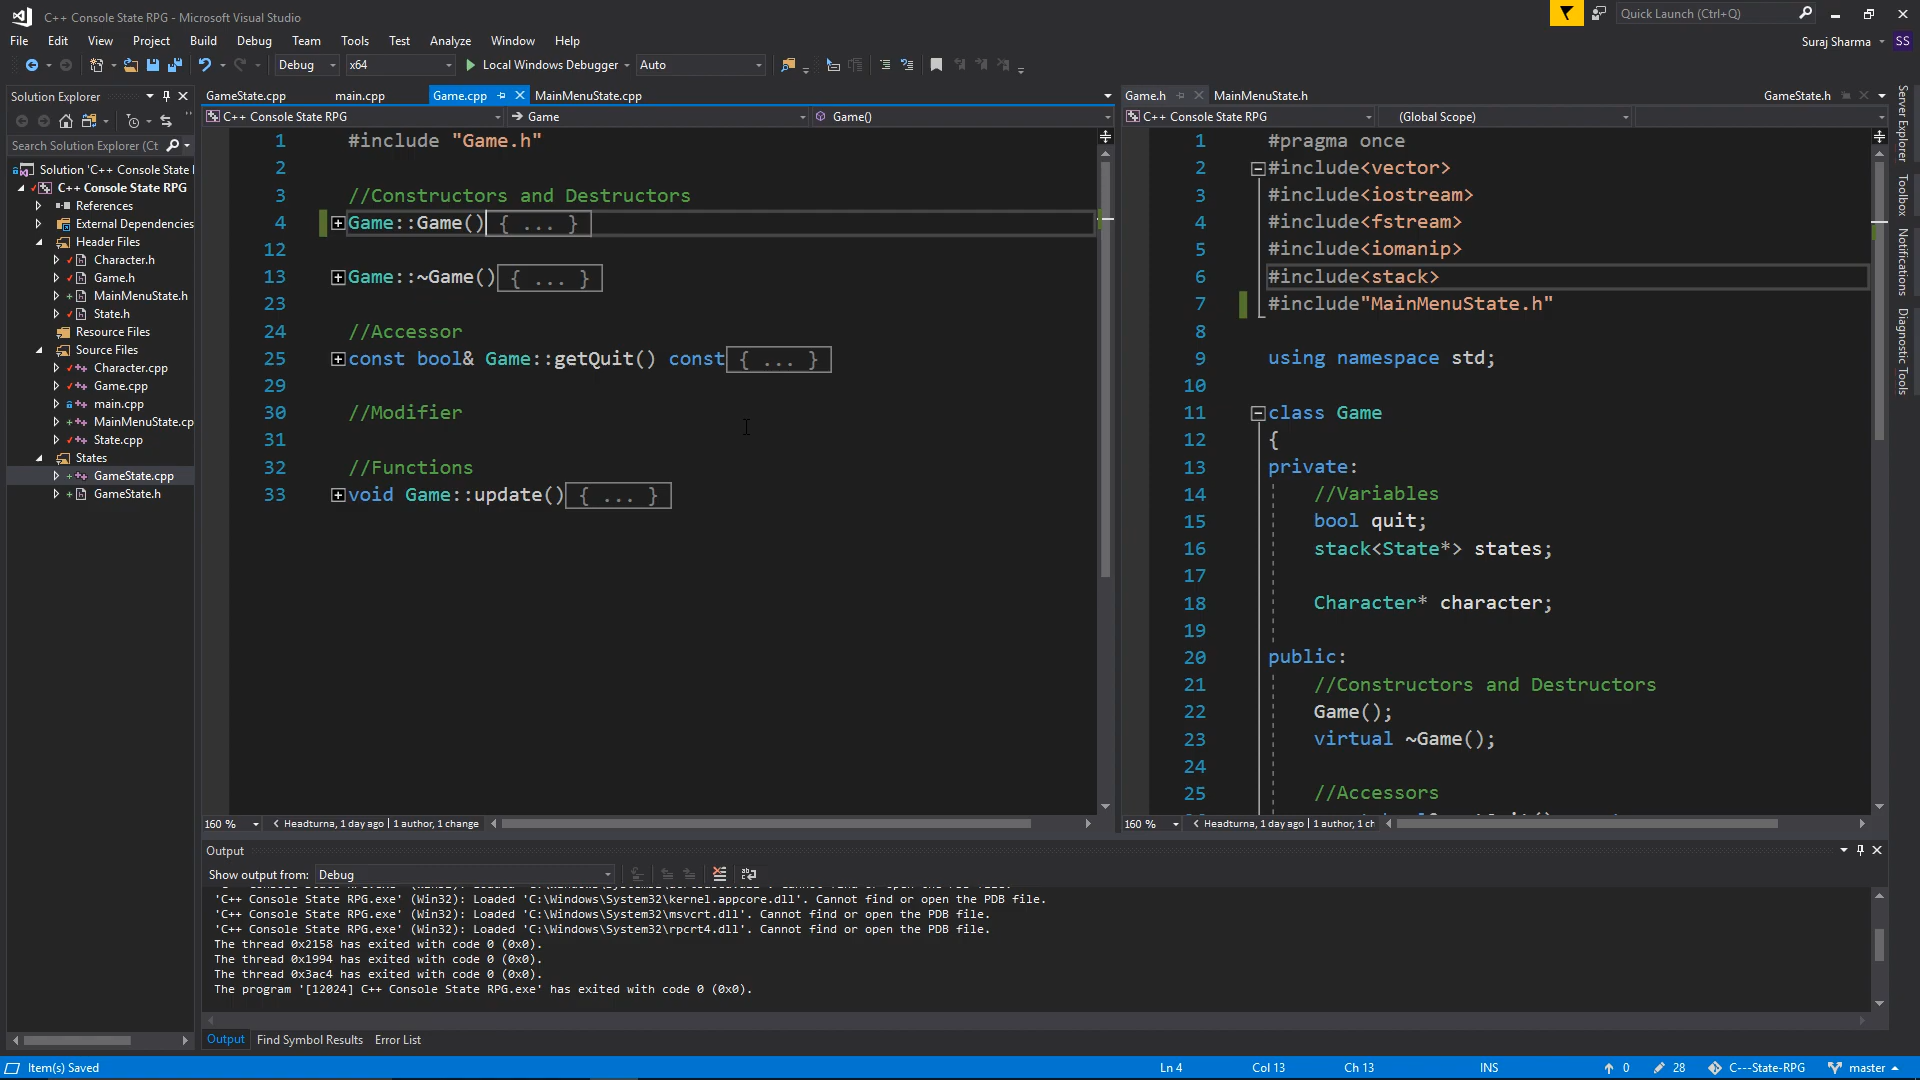 C++ Console State RPG - Microsoft Visual Studio
Quick Launch (Ctrl+Q)
File Edit View Project Build Debug Team Tools Test Analyze Window Help
Suraj Sharma SS
Debug x64 Local Windows Debugger Auto
Solution Explorer
Search Solution Explorer (Ct
Solution 'C++ Console State
C++ Console State RPG
References
External Dependencies
Header Files
Character.h
Game.h
MainMenuState.h
State.h
Resource Files
Source Files
Character.cpp
Game.cpp
main.cpp
MainMenuState.cp
State.cpp
States
GameState.cpp
GameState.h
GameState.cpp main.cpp Game.cpp MainMenuState.cpp
C++ Console State RPG Game Game()
1 #include "Game.h"
2
3 //Constructors and Destructors
4 Game::Game(){ ... }
12
13 Game::~Game(){ ... }
23
24 //Accessor
25 const bool& Game::getQuit() const{ ... }
29
30 //Modifier
31
32 //Functions
33 void Game::update(){ ... }
160 % Headturna, 1 day ago | 1 author, 1 change
Game.h MainMenuState.h GameState.h
C++ Console State RPG (Global Scope)
1 #pragma once
2 #include<vector>
3 #include<iostream>
4 #include<fstream>
5 #include<iomanip>
6 #include<stack>
7 #include"MainMenuState.h"
8
9 using namespace std;
10
11 class Game
12 {
13 private:
14 //Variables
15 bool quit;
16 stack<State*> states;
17
18 Character* character;
19
20 public:
21 //Constructors and Destructors
22 Game();
23 virtual ~Game();
24
25 //Accessors
160 % Headturna, 1 day ago | 1 author, 1 ch
Server Explorer
Toolbox
Notifications
Diagnostic Tools
Output
Show output from: Debug
'C++ Console State RPG.exe' (Win32): Loaded 'C:\Windows\System32\kernel.appcore.dll'. Cannot find or open the PDB file.
'C++ Console State RPG.exe' (Win32): Loaded 'C:\Windows\System32\msvcrt.dll'. Cannot find or open the PDB file.
'C++ Console State RPG.exe' (Win32): Loaded 'C:\Windows\System32\rpcrt4.dll'. Cannot find or open the PDB file.
The thread 0x2158 has exited with code 0 (0x0).
The thread 0x1994 has exited with code 0 (0x0).
The thread 0x3ac4 has exited with code 0 (0x0).
The program '[12024] C++ Console State RPG.exe' has exited with code 0 (0x0).
Output Find Symbol Results Error List
Item(s) Saved Ln 4 Col 13 Ch 13 INS 0 28 C---State-RPG master